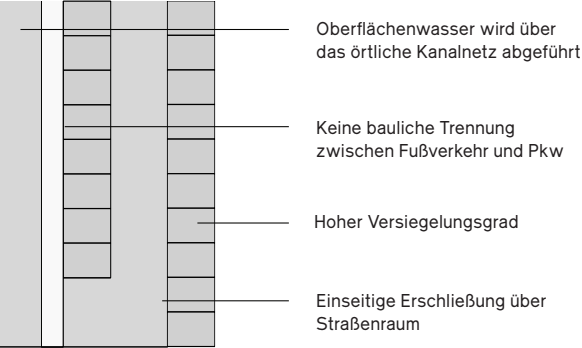 Oberflächenwasser wird über
das örtliche Kanalnetz abgeführt
Keine bauliche Trennung
zwischen Fußverkehr und Pkw
Hoher Versiegelungsgrad
Einseitige Erschließung über
Straßenraum